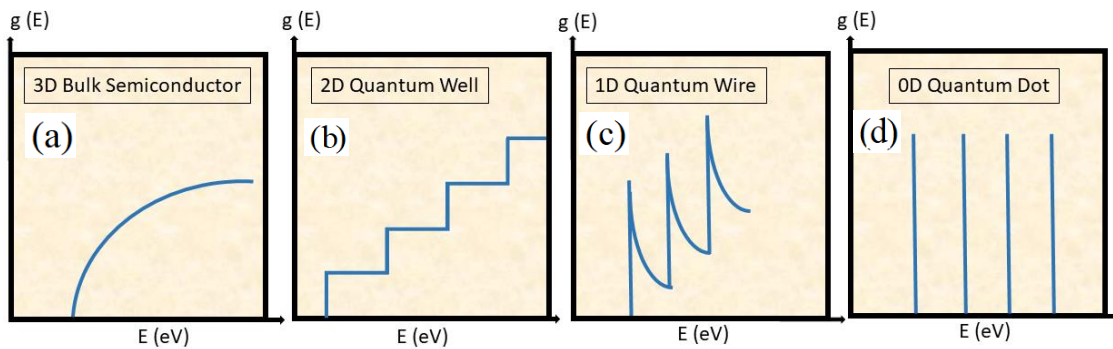 g (E)
3D Bulk Semiconductor
(a)
E (eV)
g (E)
2D Quantum Well
(b)
E (eV)
g (E)
1D Quantum Wire
(c)
E (eV)
g (E)
0D Quantum Dot
(d)
E (eV)